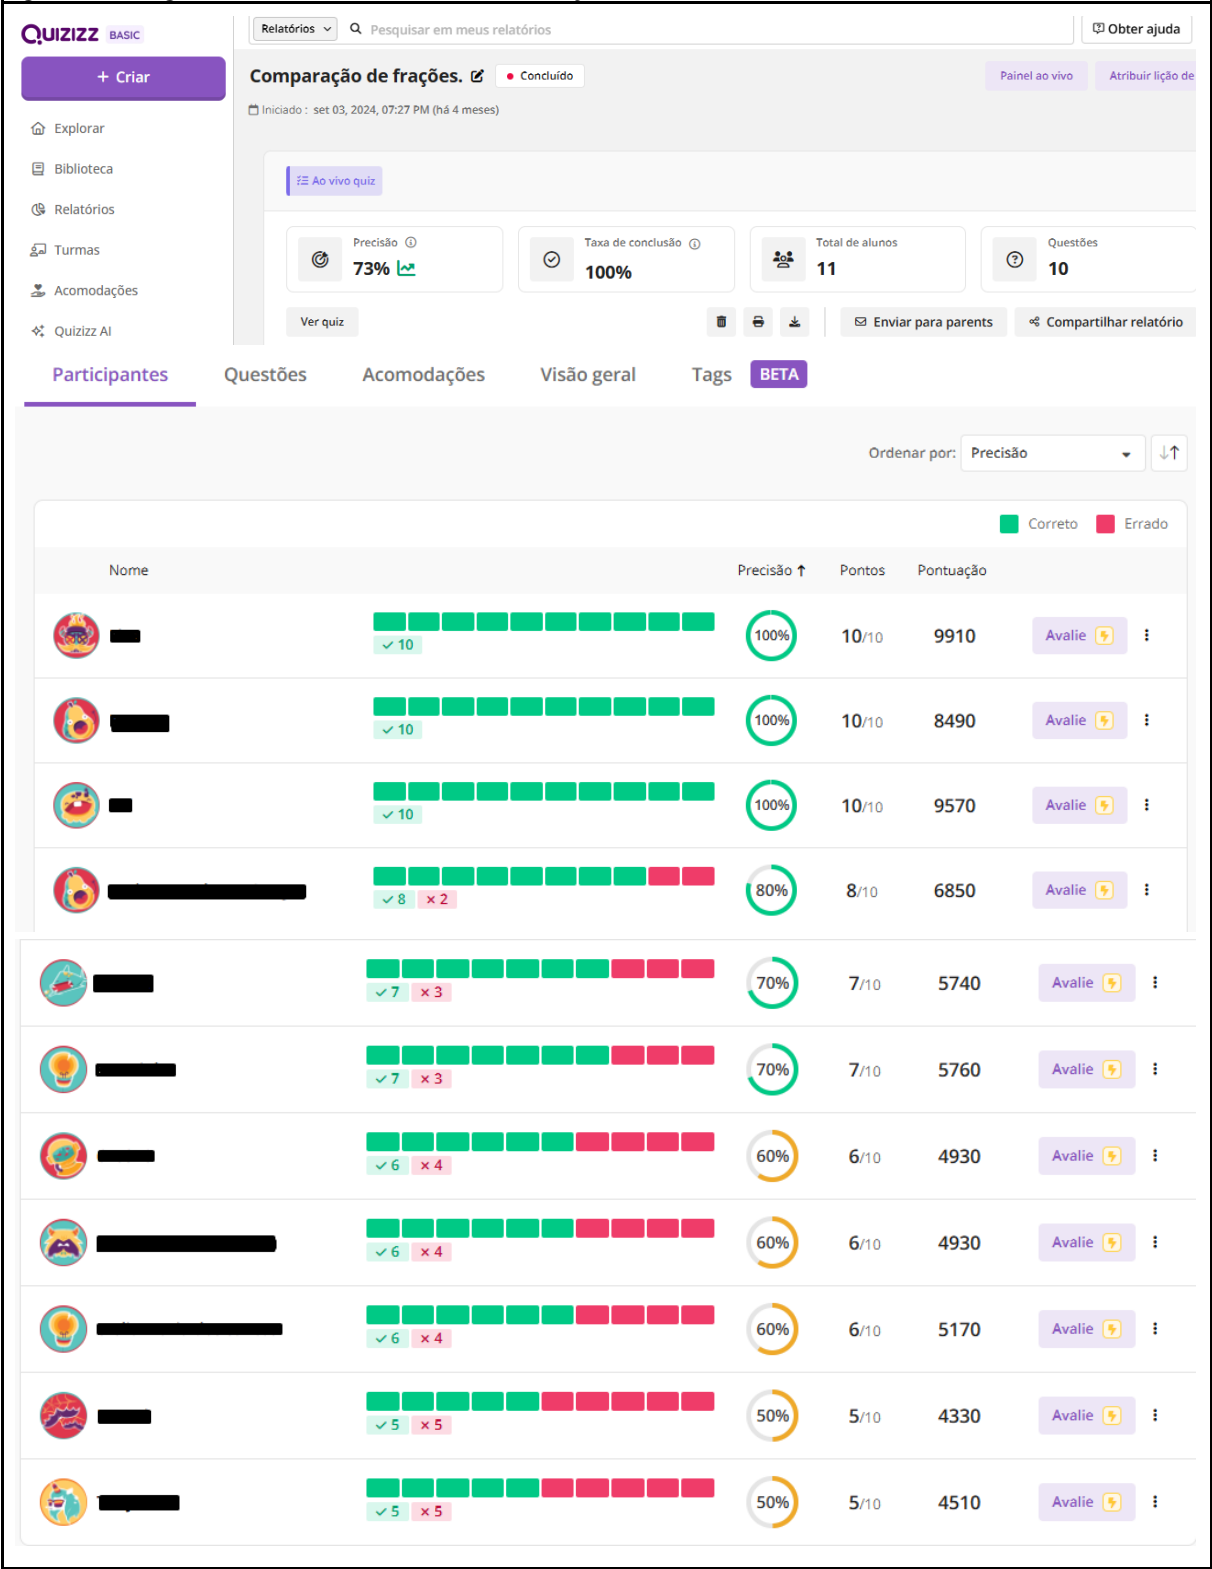 QUIZIZZ BASIC
Relatórios
Pesquisar em meus relatórios
Obter ajuda
+ Criar
Comparação de frações.
Concluído
Painel ao vivo
Atribuir lição de
Iniciado : set 03, 2024, 07:27 PM (há 4 meses)
Explorar
Biblioteca
Relatórios
Turmas
Acomodações
Quizizz AI
Ao vivo quiz
Precisão
73%
Taxa de conclusão
100%
Total de alunos
11
Questões
10
Ver quiz
Enviar para parents
Compartilhar relatório
Participantes Questões Acomodações Visão geral Tags BETA
Ordenar por: Precisão
Correto Errado
Nome Precisão Pontos Pontuação
10 100% 10/10 9910 Avalie
10 100% 10/10 8490 Avalie
10 100% 10/10 9570 Avalie
8 × 2 80% 8/10 6850 Avalie
7 × 3 70% 7/10 5740 Avalie
7 × 3 70% 7/10 5760 Avalie
6 × 4 60% 6/10 4930 Avalie
6 × 4 60% 6/10 4930 Avalie
6 × 4 60% 6/10 5170 Avalie
5 × 5 50% 5/10 4330 Avalie
5 × 5 50% 5/10 4510 Avalie